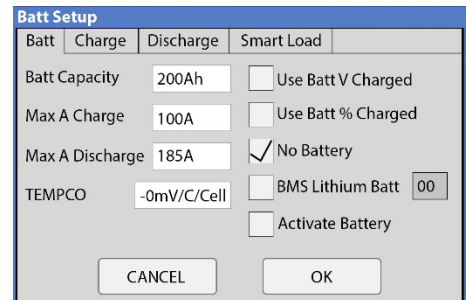 Batt Setup
Batt Charge Discharge Smart Load
Batt Capacity 200Ah Use Batt V Charged
Max A Charge 100A Use Batt % Charged
Max A Discharge 185A No Battery
TEMPCO -0mV/C/Cell BMS Lithium Batt 00
Activate Battery
CANCEL OK